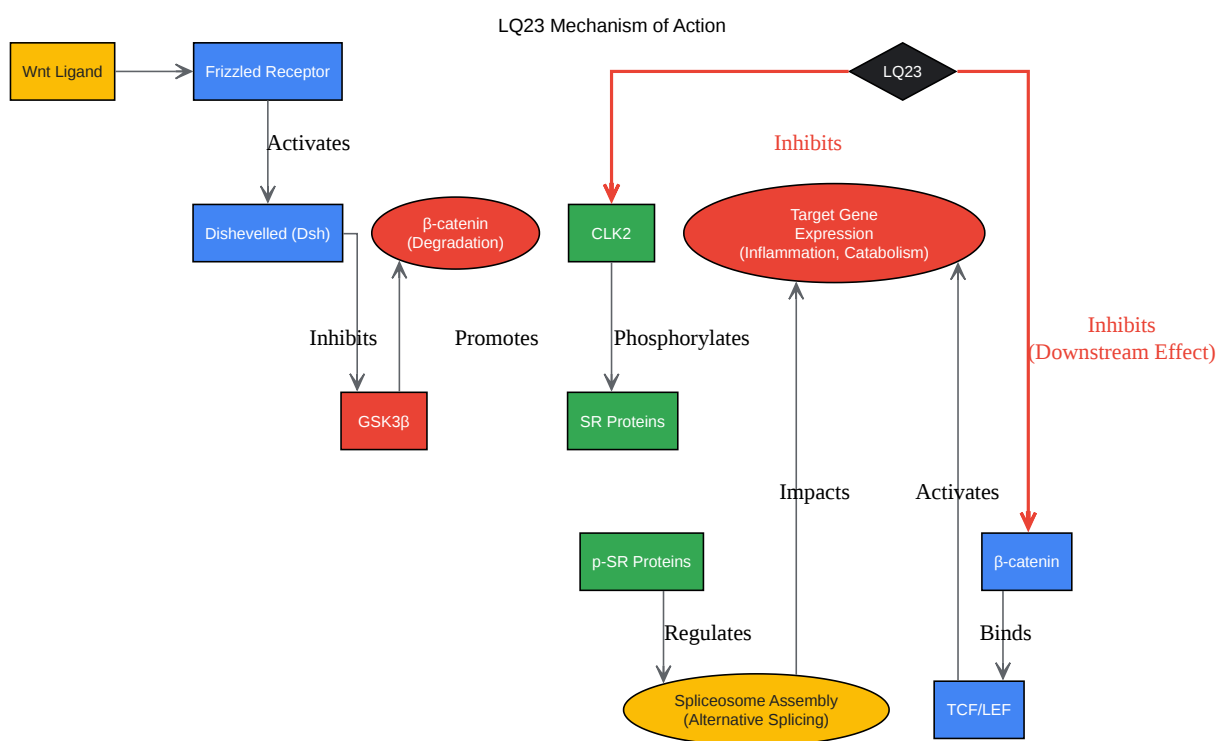 LQ23 Mechanism of Action
Wnt Ligand
Frizzled Receptor
LQ23
Activates
Inhibits
Dishevelled (Dsh)
β-catenin
(Degradation)
CLK2
Target Gene
Expression
(Inflammation, Catabolism)
Inhibits
Promotes
Phosphorylates
Inhibits
(Downstream Effect)
GSK3β
SR Proteins
Impacts
Activates
p-SR Proteins
β-catenin
Regulates
Binds
Spliceosome Assembly
(Alternative Splicing)
TCF/LEF